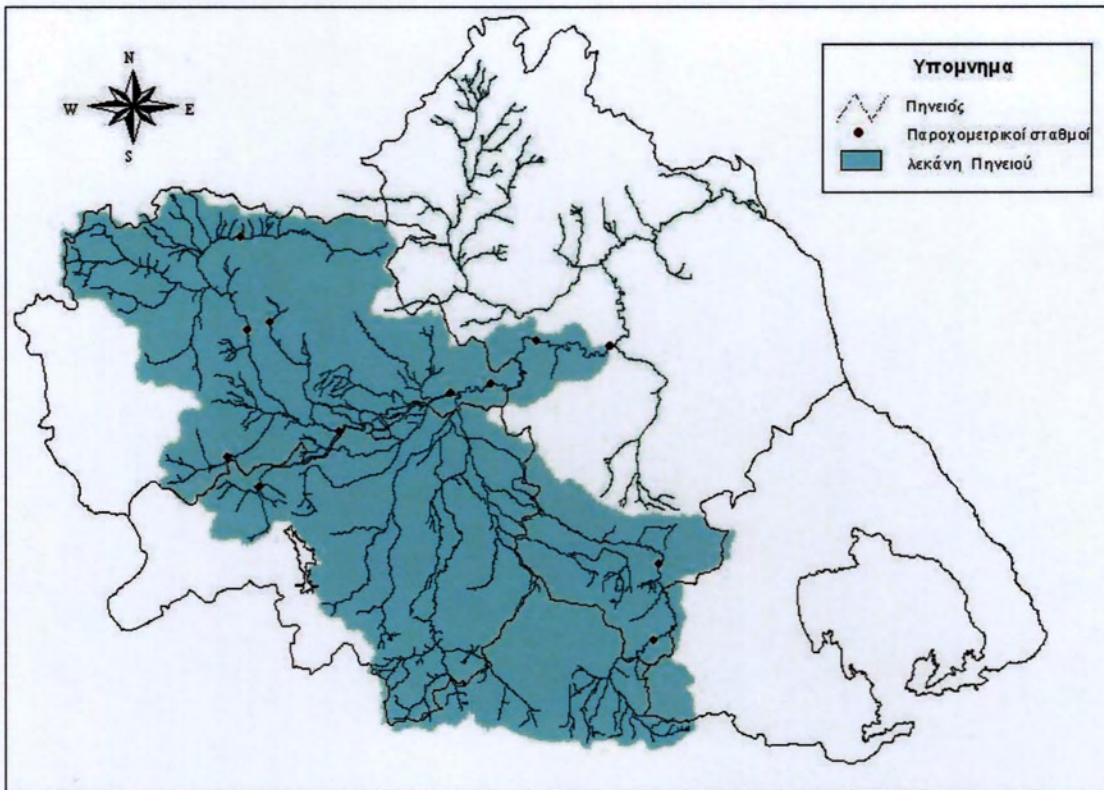 N
W E
S
Υπομνημα
Πηνειός
Παροχομετρικοί σταθμοί
λεκάνη Πηνειού